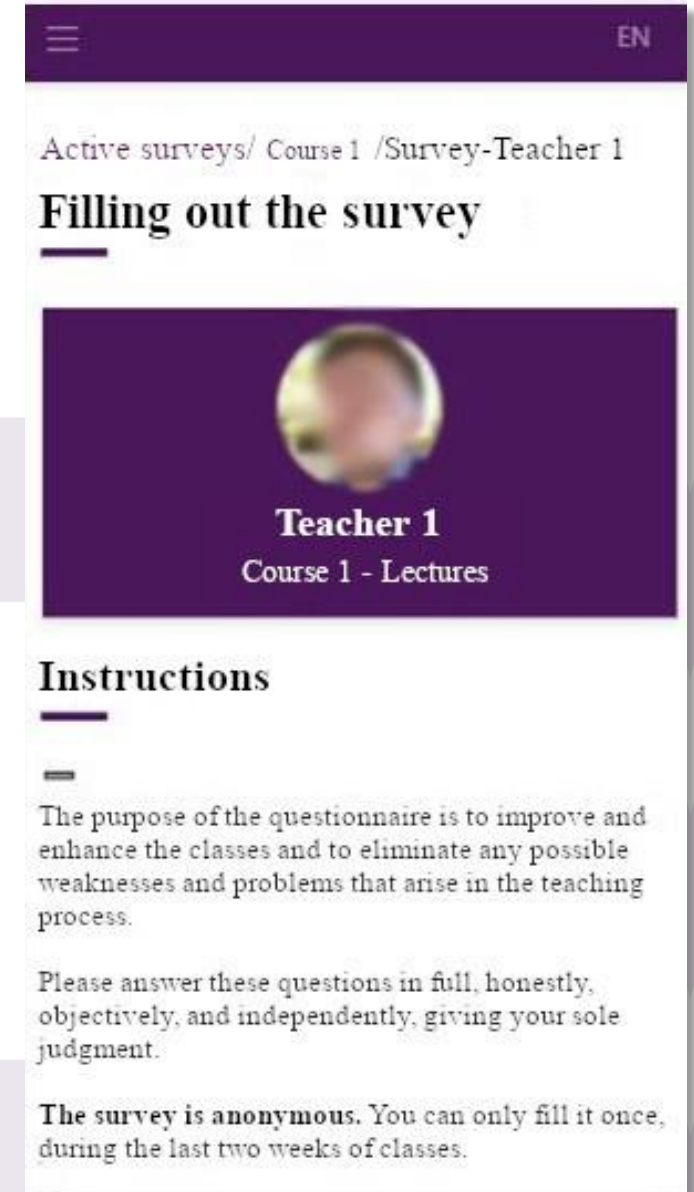 EN
Active surveys/ Course 1 /Survey-Teacher 1
Filling out the survey
Teacher 1
Course 1 - Lectures
Instructions
The purpose of the questionnaire is to improve and
enhance the classes and to eliminate any possible
weaknesses and problems that arise in the teaching
process.
Please answer these questions in full, honestly,
objectively, and independently, giving your sole
judgment.
The survey is anonymous. You can only fill it once,
during the last two weeks of classes.